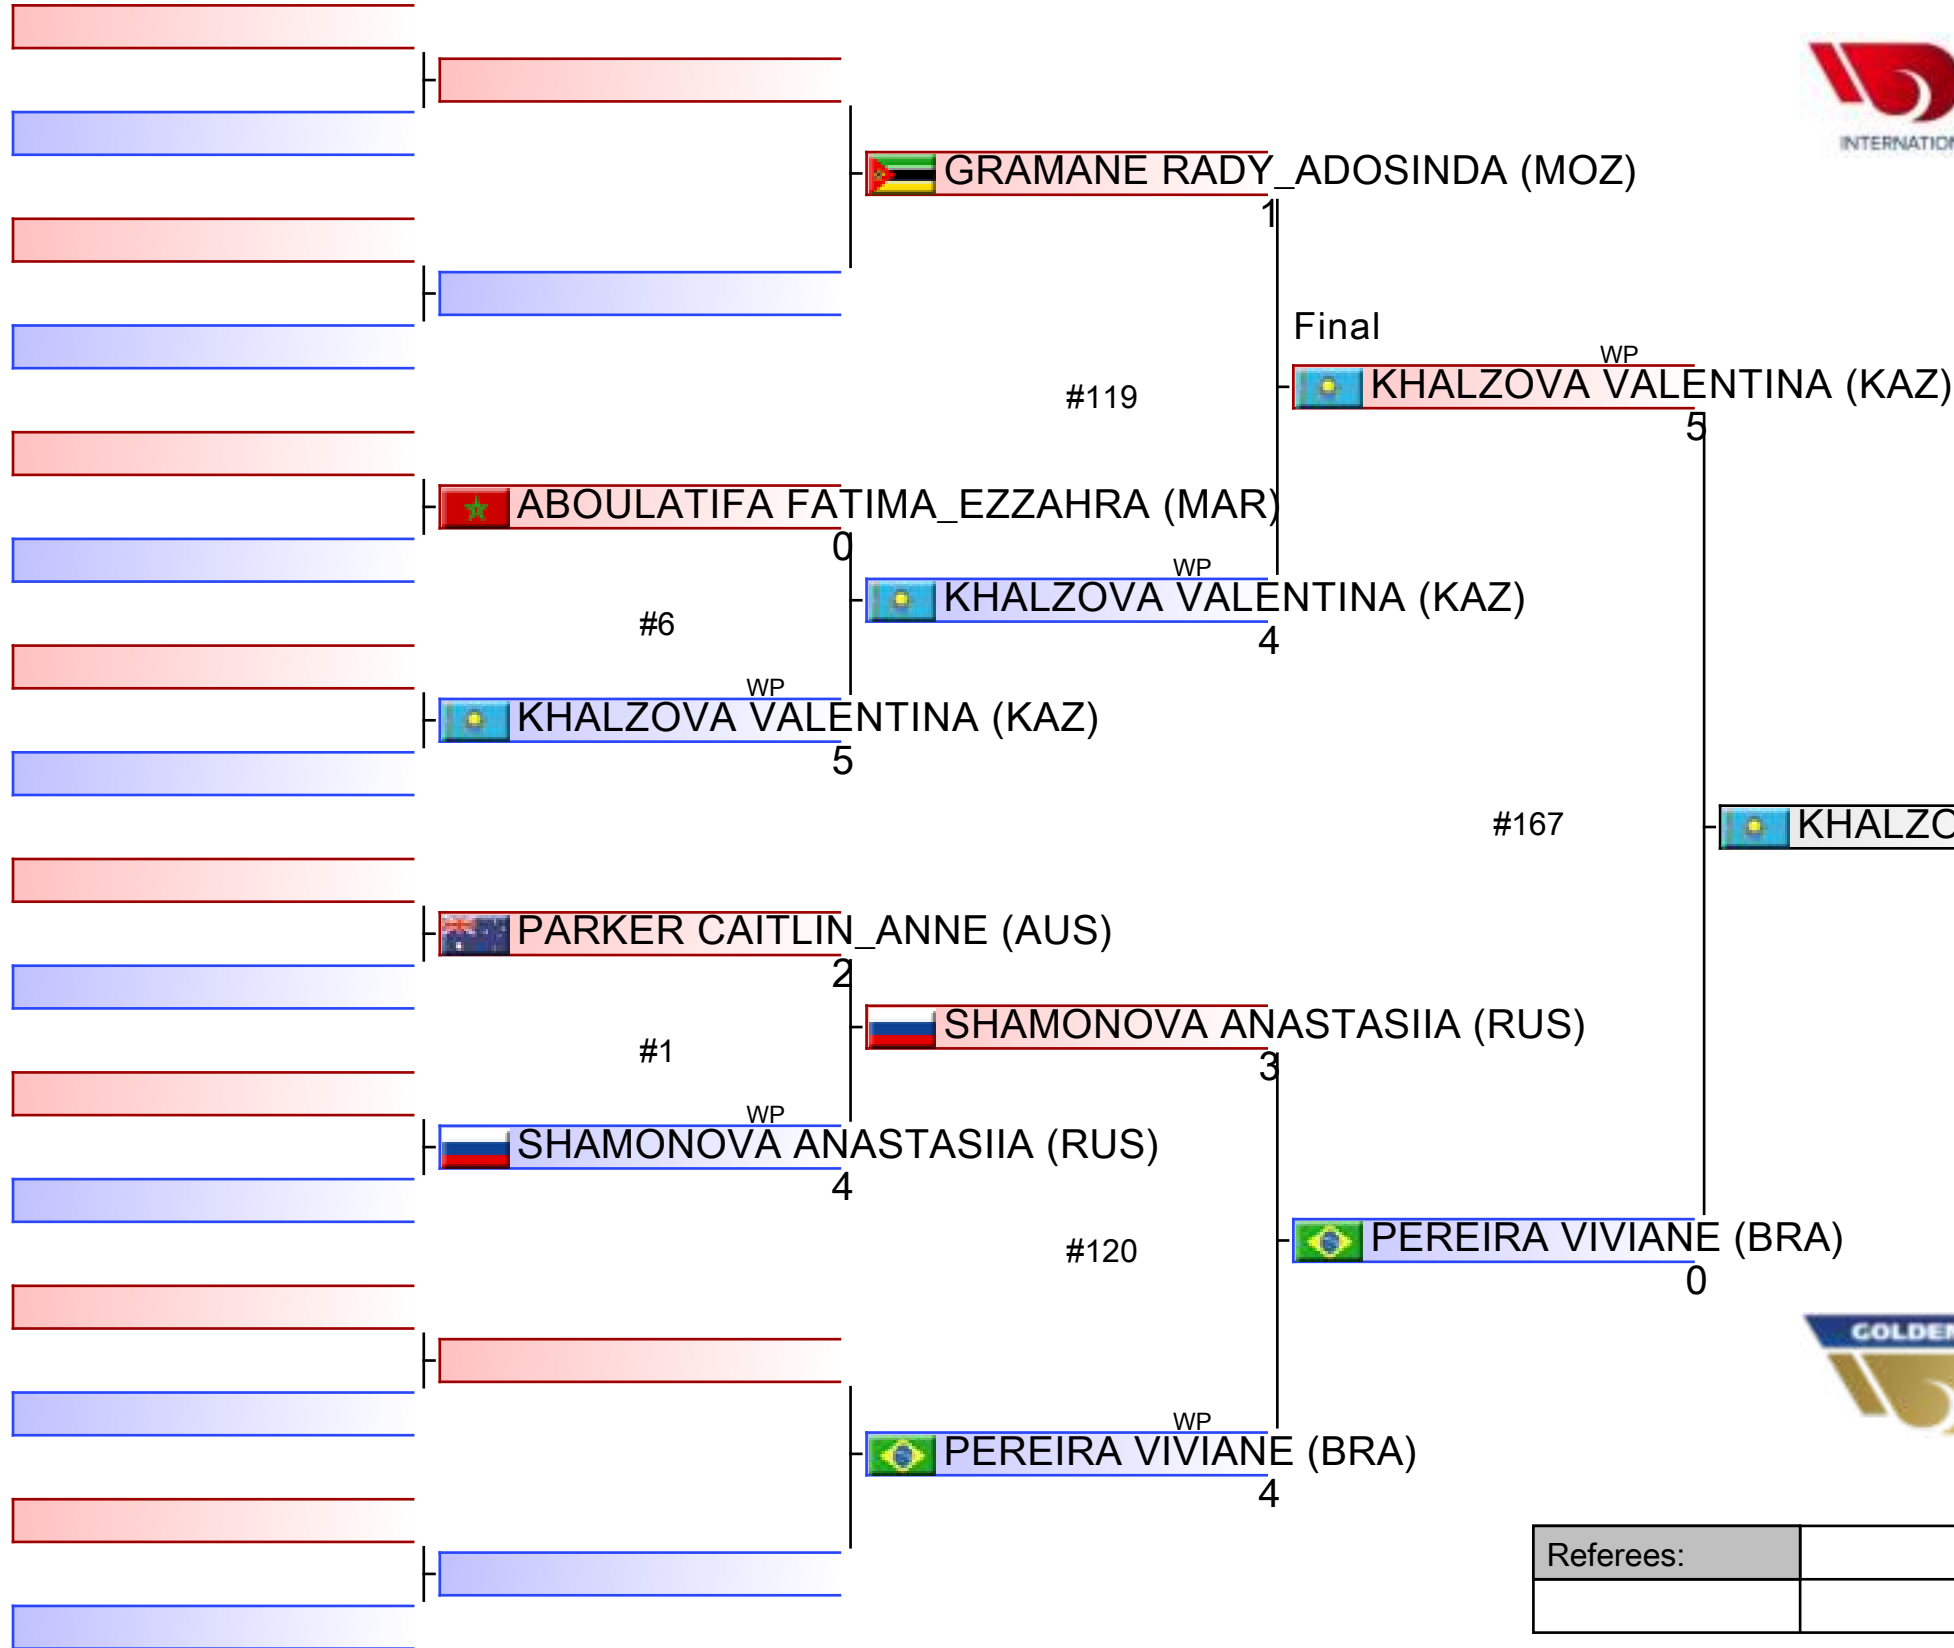 INTERNATION
GRAMANE RADY_ADOSINDA (MOZ)
1
Final
WP
#119
KHALZOVA VALENTINA (KAZ)
5
ABOULATIFA FATIMA_EZZAHRA (MAR)
0
WP
KHALZOVA VALENTINA (KAZ)
4
#6
WP
KHALZOVA VALENTINA (KAZ)
5
#167
KHALZO
PARKER CAITLIN_ANNE (AUS)
2
SHAMONOVA ANASTASIIA (RUS)
3
#1
WP
SHAMONOVA ANASTASIIA (RUS)
4
#120
PEREIRA VIVIANE (BRA)
0
GOLDEN
WP
PEREIRA VIVIANE (BRA)
4
Referees: